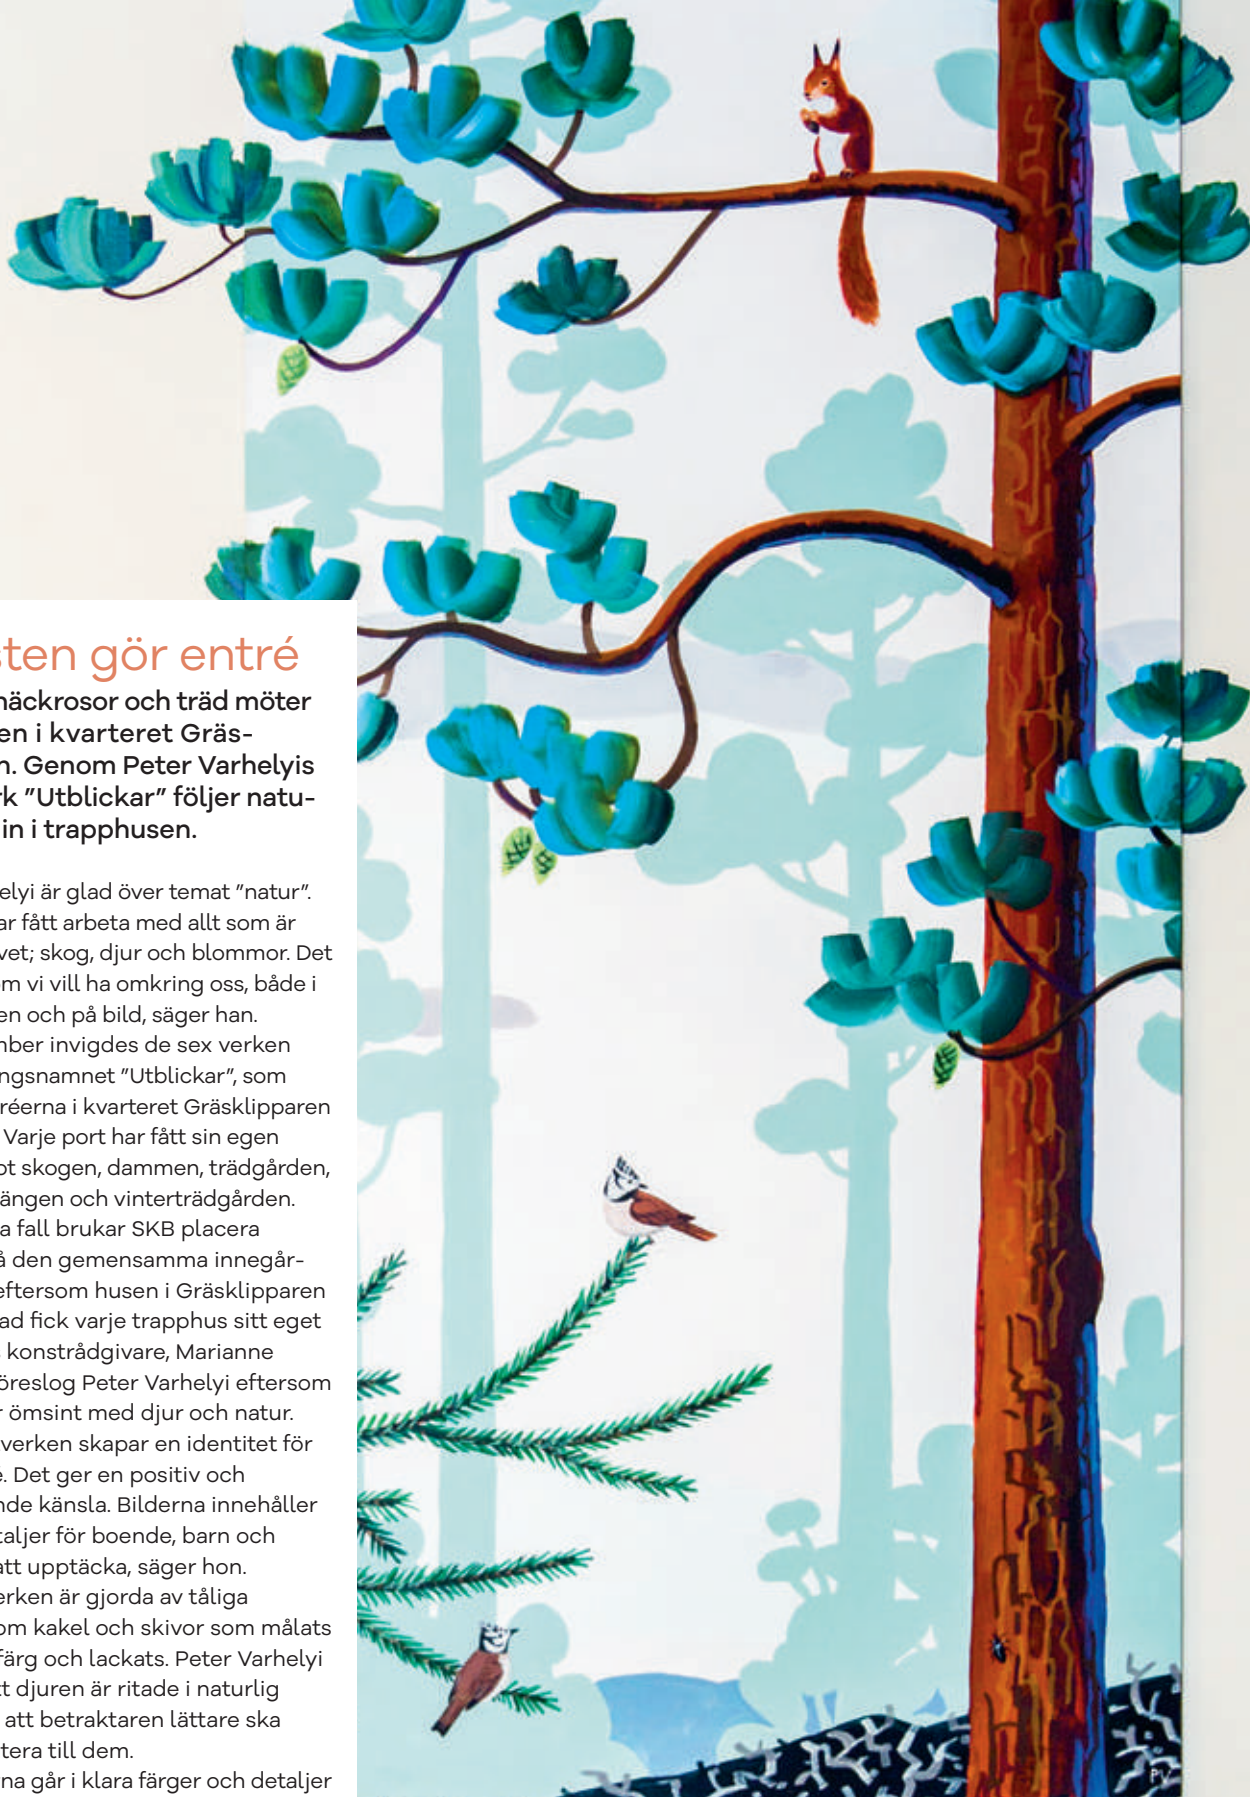 sten gör entré
näckrosor och träd möter
en i kvarteret Gräs-
n. Genom Peter Varhelyis
rk ”Utblickar” följer natu-
in i trapphusen.
elyi är glad över temat ”natur”.
ar fått arbeta med allt som är
vet; skog, djur och blommor. Det
om vi vill ha omkring oss, både i
en och på bild, säger han.
mber invigdes de sex verken
ngsnamnet ”Utblickar”, som
réerna i kvarteret Gräsklipparen
Varje port har fått sin egen
ot skogen, dammen, trädgården,
ängen och vinterträdgården.
a fall brukar SKB placera
å den gemensamma innegår-
eftersom husen i Gräsklipparen
ad fick varje trapphus sitt eget
konstrådgivare, Marianne
öreslog Peter Varhelyi eftersom
r ömsint med djur och natur.
verken skapar en identitet för
é. Det ger en positiv och
nde känsla. Bilderna innehåller
taljer för boende, barn och
att upptäcka, säger hon.
erken är gjorda av tåliga
om kakel och skivor som målats
färg och lackats. Peter Varhelyi
tt djuren är ritade i naturlig
att betraktaren lättare ska
tera till dem.
rna går i klara färger och detaljer
PV